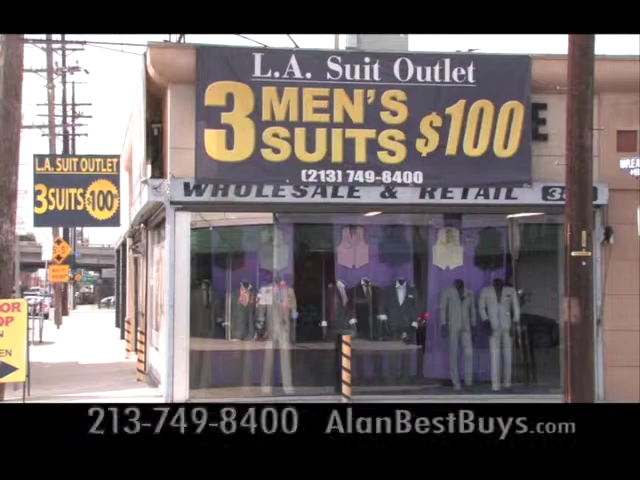 L.A. Suit Outlet
3 MEN'S SUITS $100
(213) 749-8400
WHOLESALE & RETAIL
L.A. SUIT OUTLET
3 SUITS $100
213-749-8400 AlanBestBuys.com